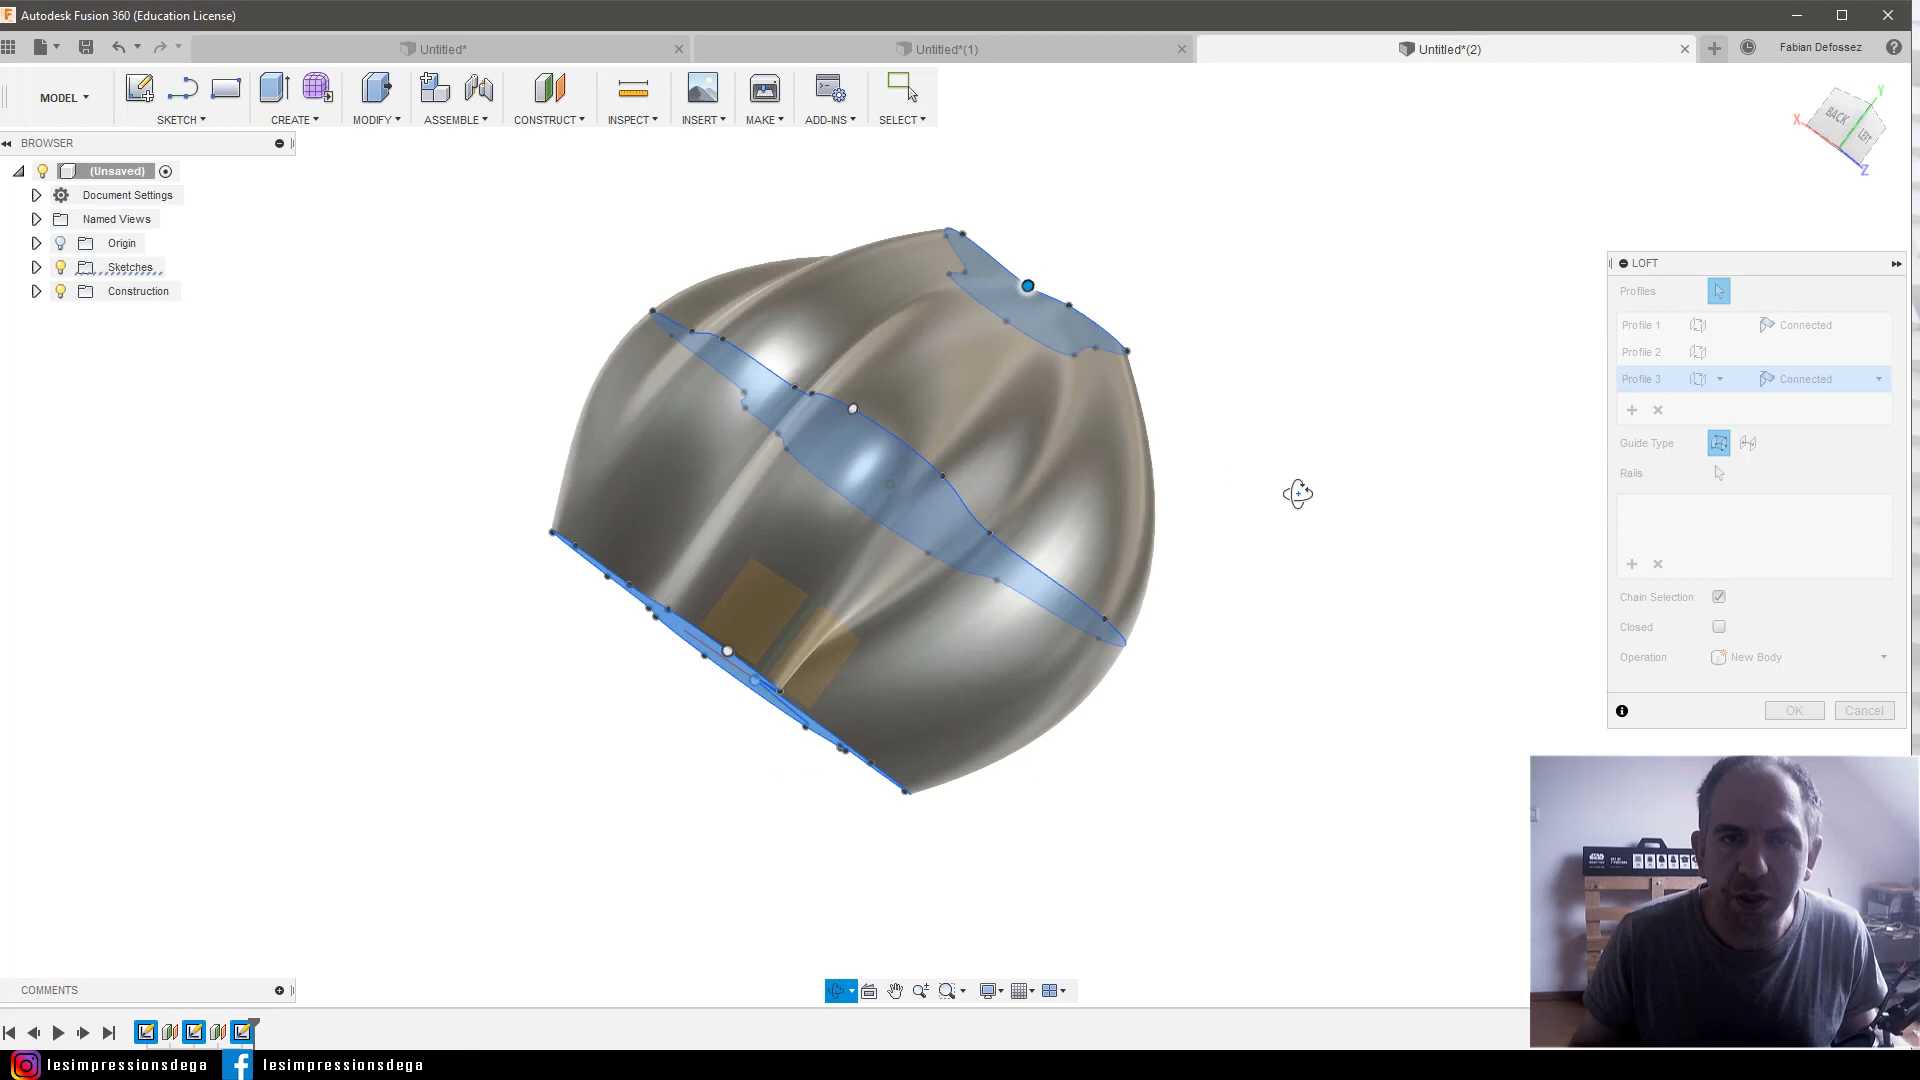 Autodesk Fusion 360 (Education License)
Untitled*
Untitled*(1)
Untitled*(2)
Fabian Defossez
MODEL
SKETCH
CREATE
MODIFY
ASSEMBLE
CONSTRUCT
INSPECT
INSERT
MAKE
ADD-INS
SELECT
BACK
LEFT
X
Y
Z
BROWSER
(Unsaved)
Document Settings
Named Views
Origin
Sketches
Construction
LOFT
Profiles
Profile 1 Connected
Profile 2
Profile 3 Connected
Guide Type
Rails
Chain Selection
Closed
Operation New Body
OK Cancel
COMMENTS
lesimpressionsdega
lesimpressionsdega